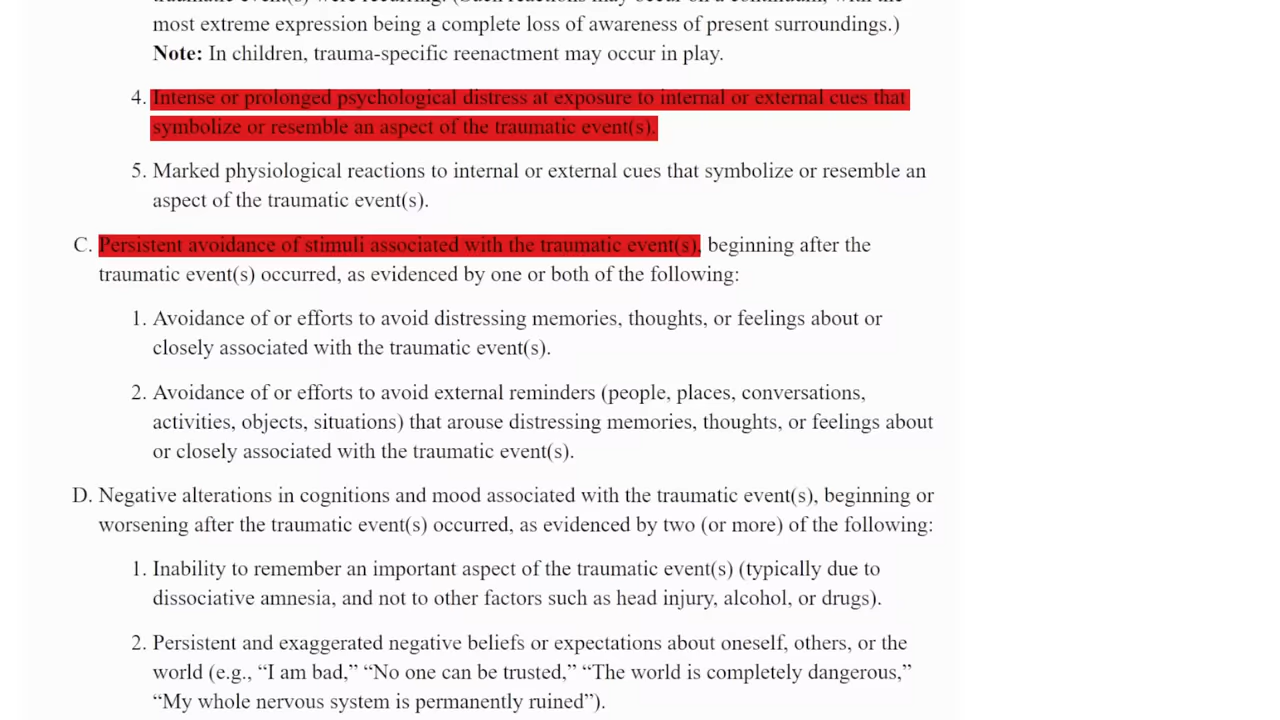 most extreme expression being a complete loss of awareness of present surroundings.)
Note: In children, trauma-specific reenactment may occur in play.
4. Intense or prolonged psychological distress at exposure to internal or external cues that
symbolize or resemble an aspect of the traumatic event(s).
5. Marked physiological reactions to internal or external cues that symbolize or resemble an
aspect of the traumatic event(s).
C. Persistent avoidance of stimuli associated with the traumatic event(s), beginning after the
traumatic event(s) occurred, as evidenced by one or both of the following:
1. Avoidance of or efforts to avoid distressing memories, thoughts, or feelings about or
closely associated with the traumatic event(s).
2. Avoidance of or efforts to avoid external reminders (people, places, conversations,
activities, objects, situations) that arouse distressing memories, thoughts, or feelings about
or closely associated with the traumatic event(s).
D. Negative alterations in cognitions and mood associated with the traumatic event(s), beginning or
worsening after the traumatic event(s) occurred, as evidenced by two (or more) of the following:
1. Inability to remember an important aspect of the traumatic event(s) (typically due to
dissociative amnesia, and not to other factors such as head injury, alcohol, or drugs).
2. Persistent and exaggerated negative beliefs or expectations about oneself, others, or the
world (e.g., “I am bad,” “No one can be trusted,” “The world is completely dangerous,”
“My whole nervous system is permanently ruined”).